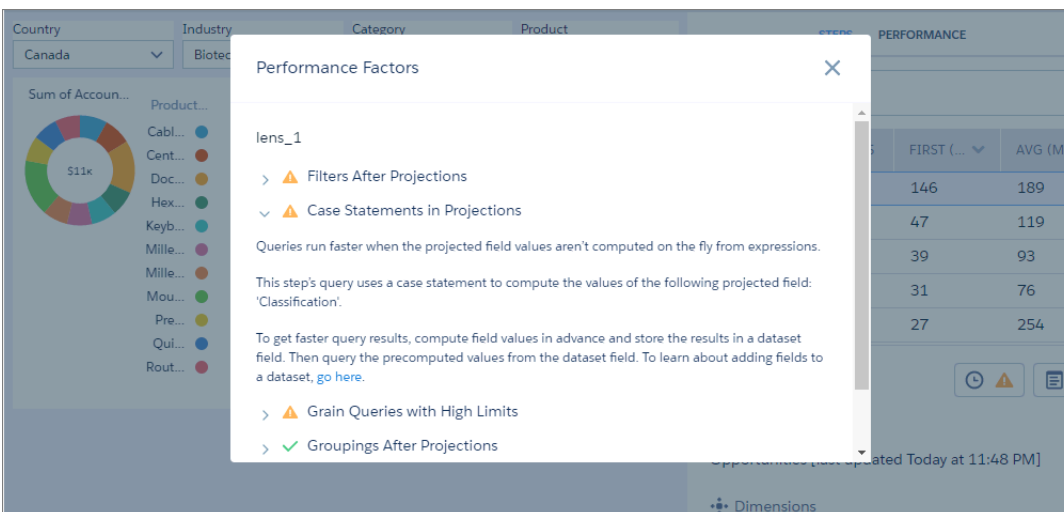 Country
Industry
Category
Product
Canada
Biotec
STEPS
PERFORMANCE
Performance Factors
Sum of Accoun...
Product...
Cabl...
Cent...
Doc...
Hex...
Keyb...
Mille...
Mille...
Mou...
Pre...
Qui...
Rout...
$11K
lens_1
Filters After Projections
Case Statements in Projections
Queries run faster when the projected field values aren't computed on the fly from expressions.
This step's query uses a case statement to compute the values of the following projected field:
'Classification'.
To get faster query results, compute field values in advance and store the results in a dataset
field. Then query the precomputed values from the dataset field. To learn about adding fields to
a dataset, go here.
Grain Queries with High Limits
Groupings After Projections
FIRST (...
AVG (M
146 189
47 119
39 93
31 76
27 254
Opportunities [last updated Today at 11:48 PM]
Dimensions